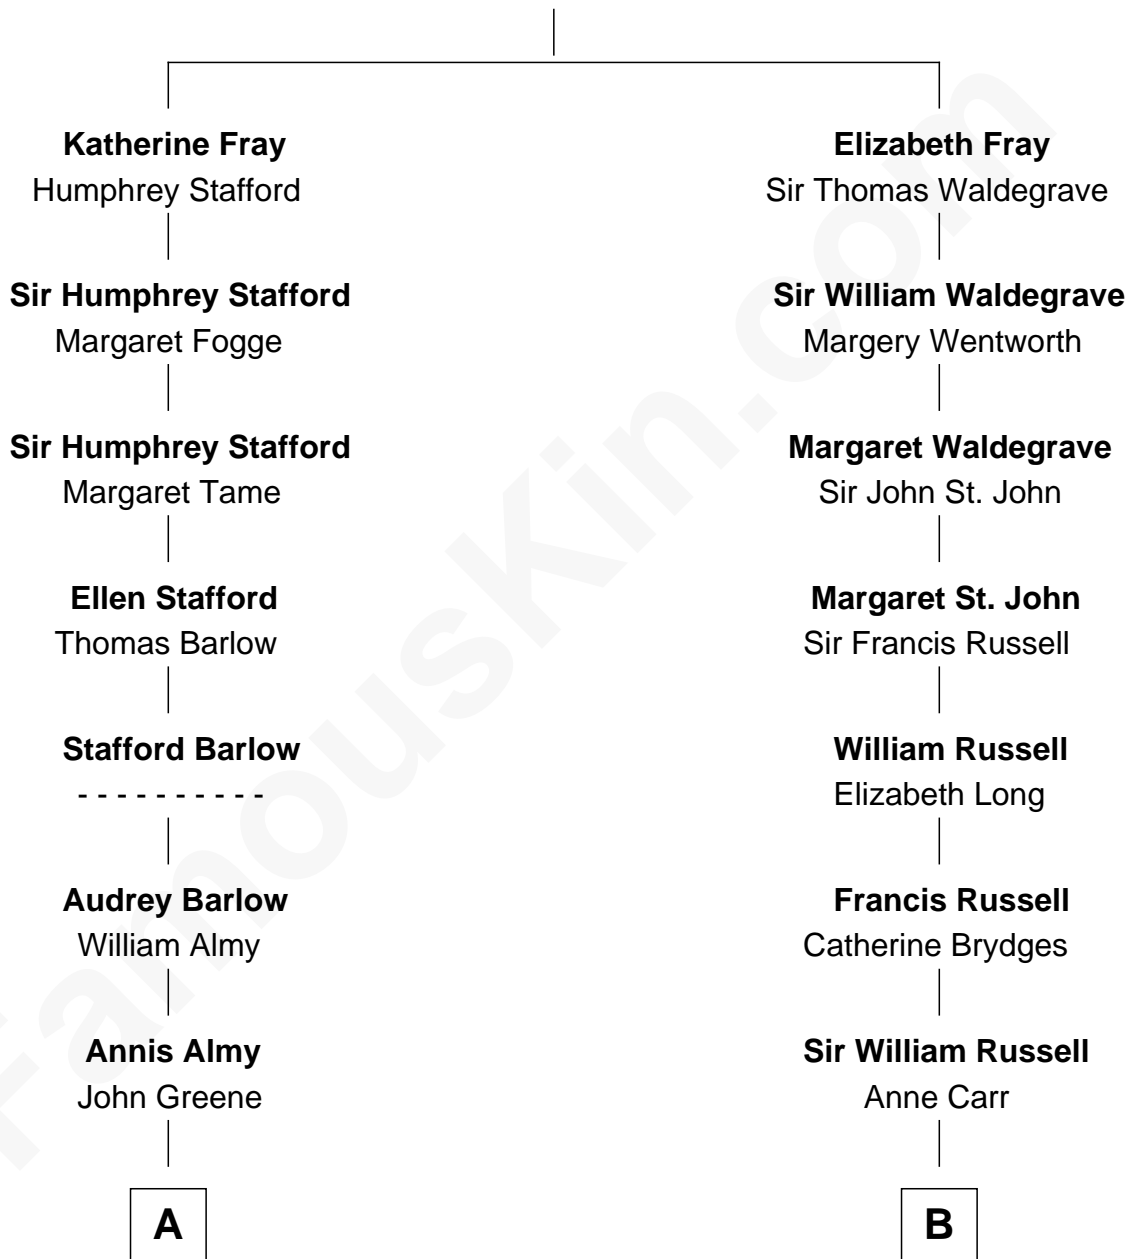 Katherine Fray
Humphrey Stafford
Sir Humphrey Stafford
Margaret Fogge
Sir Humphrey Stafford
Margaret Tame
Ellen Stafford
Thomas Barlow
Stafford Barlow
- - - - - - - - - -
Audrey Barlow
William Almy
Annis Almy
John Greene
A
Elizabeth Fray
Sir Thomas Waldegrave
Sir William Waldegrave
Margery Wentworth
Margaret Waldegrave
Sir John St. John
Margaret St. John
Sir Francis Russell
William Russell
Elizabeth Long
Francis Russell
Catherine Brydges
Sir William Russell
Anne Carr
B
FamousKin.com